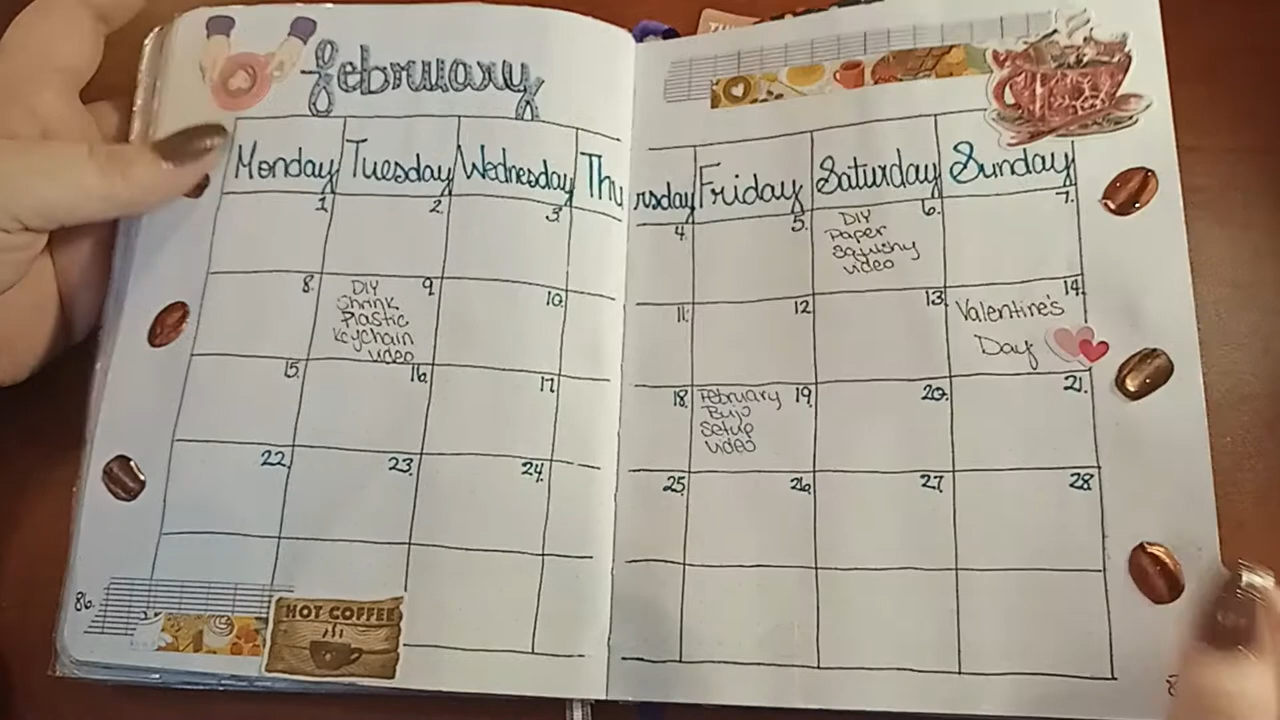 february
Monday Tuesday Wednesday Thursday Friday Saturday Sunday
1. 2. 3. 4. 5. 6. 7.
DIY
Paper
Squishy
video
8. 9. 10. 11. 12. 13. 14.
DIY
Shrink
Plastic
Keychain
video
Valentine's
Day
15. 16. 17. 18. 19. 20. 21.
February
Bujo
Setup
video
22. 23. 24. 25. 26. 27. 28.
86.
HOT COFFEE